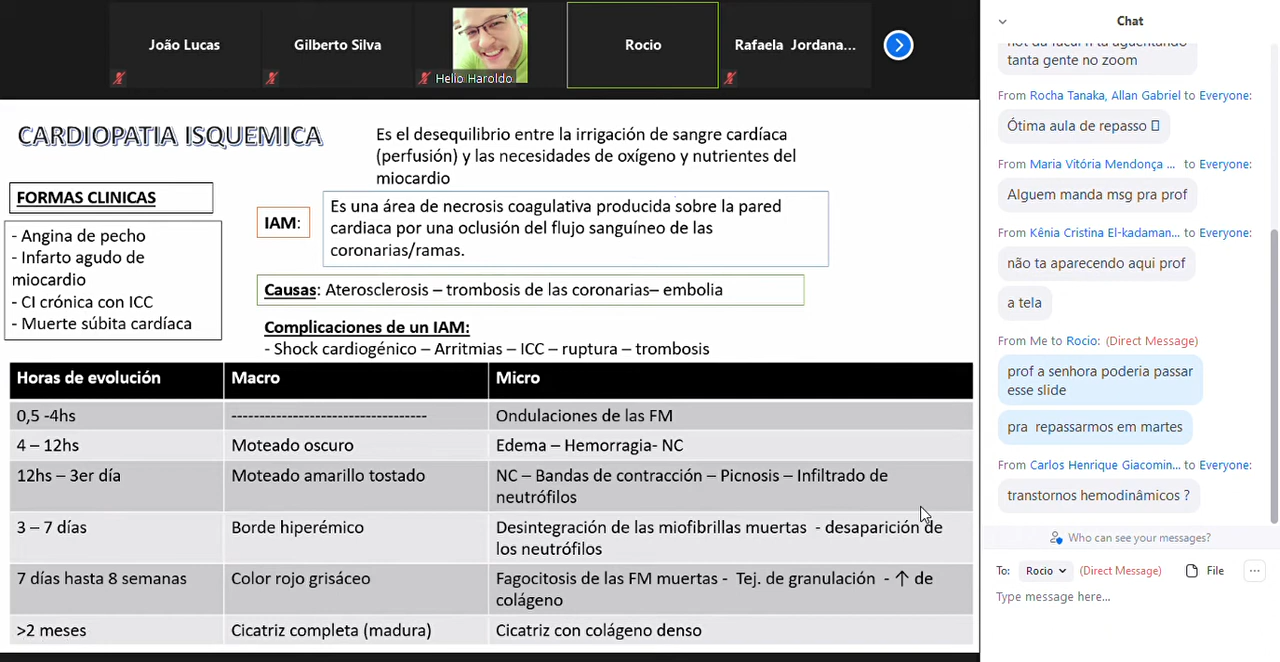 João Lucas
Gilberto Silva
Helio Haroldo
Rocio
Rafaela Jordana...
CARDIOPATIA ISQUEMICA
Es el desequilibrio entre la irrigación de sangre cardíaca
(perfusión) y las necesidades de oxígeno y nutrientes del
miocardio
FORMAS CLINICAS
- Angina de pecho
- Infarto agudo de
miocardio
- CI crónica con ICC
- Muerte súbita cardíaca
IAM:
Es una área de necrosis coagulativa producida sobre la pared
cardiaca por una oclusión del flujo sanguíneo de las
coronarias/ramas.
Causas: Aterosclerosis – trombosis de las coronarias– embolia
Complicaciones de un IAM:
- Shock cardiogénico – Arritmias – ICC – ruptura – trombosis
Horas de evolución Macro Micro
0,5 -4hs ---------------------------------- Ondulaciones de las FM
4 – 12hs Moteado oscuro Edema – Hemorragia- NC
12hs – 3er día Moteado amarillo tostado NC – Bandas de contracción – Picnosis – Infiltrado de
neutrófilos
3 – 7 días Borde hiperémico Desintegración de las miofibrillas muertas - desaparición de
los neutrófilos
7 días hasta 8 semanas Color rojo grisáceo Fagocitosis de las FM muertas - Tej. de granulación - ↑ de
colágeno
>2 meses Cicatriz completa (madura) Cicatriz con colágeno denso
Chat
tanta gente no zoom
From Rocha Tanaka, Allan Gabriel to Everyone:
Ótima aula de repasso
From Maria Vitória Mendonça ... to Everyone:
Alguem manda msg pra prof
From Kênia Cristina El-kadaman... to Everyone:
não ta aparecendo aqui prof
a tela
From Me to Rocio: (Direct Message)
prof a senhora poderia passar
esse slide
pra repassarmos em martes
From Carlos Henrique Giacomin... to Everyone:
transtornos hemodinâmicos ?
Who can see your messages?
To: Rocio (Direct Message) File ...
Type message here...